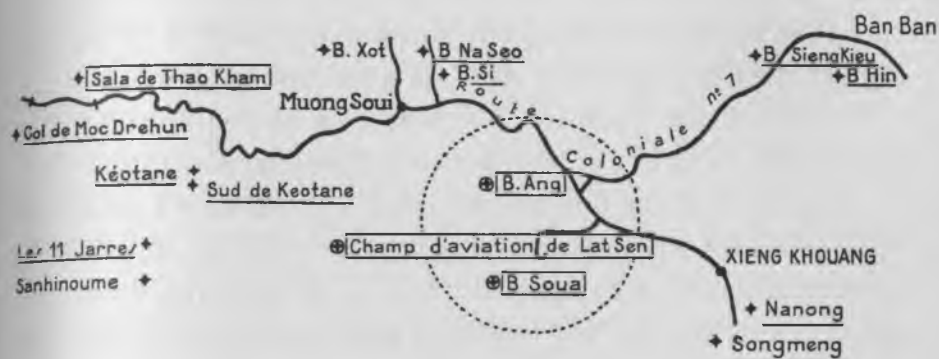 Ban Ban
B. Xot
B Na Seo
B SiengKieu
B.Si
B Hin
Sala de Thao Kham
Route Coloniale nº 7
Muong Soui
Col de Moc Drehun
Kéotane
B. Ang
Sud de Keotane
Les 11 Jarres
Champ d'aviation de Lat Sen
XIENG KHOUANG
Sanhinoume
B Soua
Nanong
Songmeng